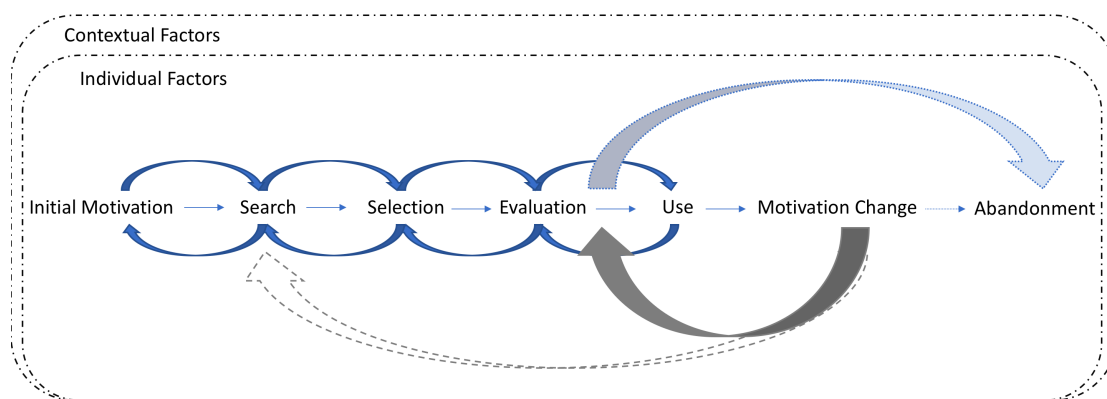 Contextual Factors
Individual Factors
Initial Motivation Search Selection Evaluation Use Motivation Change Abandonment